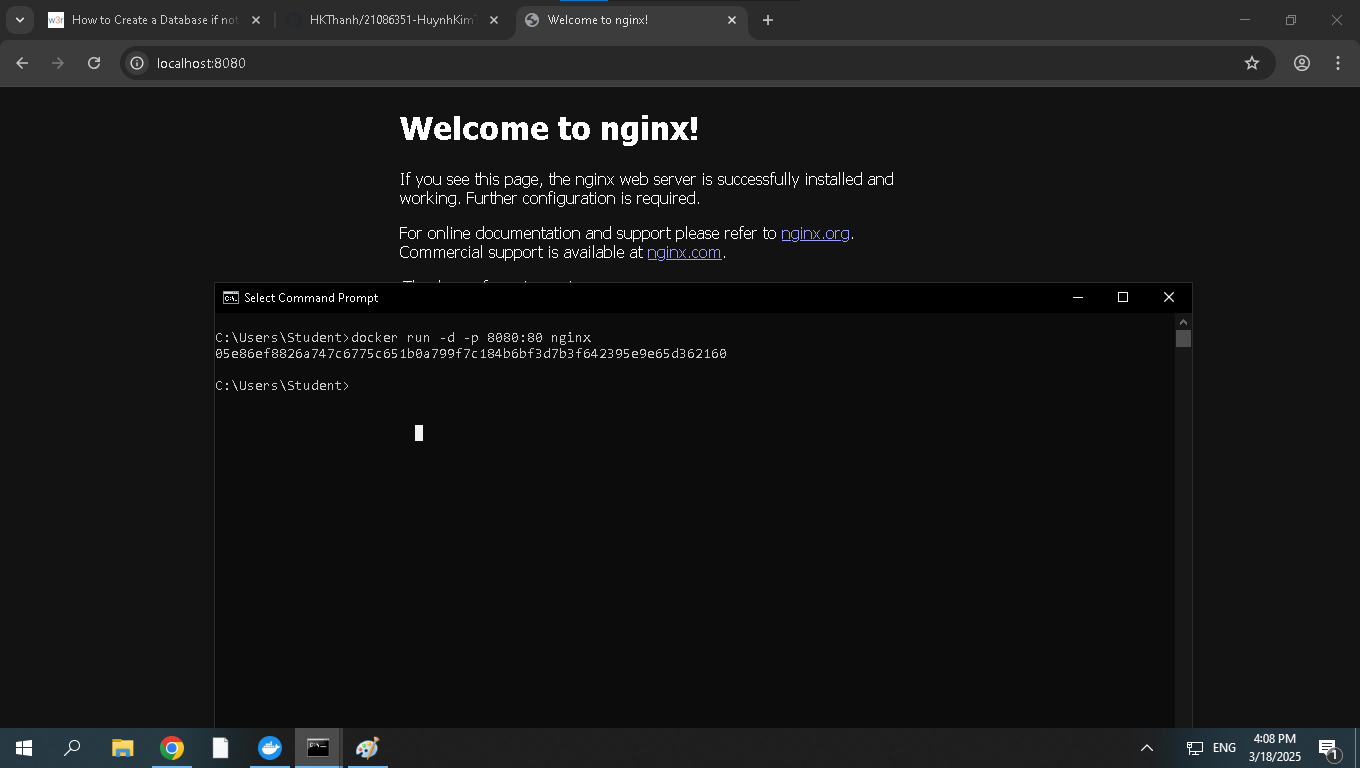 How to Create a Database if not
HKThanh/21086351-HuynhKimT
Welcome to nginx!
localhost:8080
Welcome to nginx!
If you see this page, the nginx web server is successfully installed and
working. Further configuration is required.
For online documentation and support please refer to nginx.org.
Commercial support is available at nginx.com.
Select Command Prompt
C:\Users\Student>docker run -d -p 8080:80 nginx
05e86ef8826a747c6775c651b0a799f7c184b6bf3d7b3f642395e9e65d362160
C:\Users\Student>
ENG
4:08 PM
3/18/2025
1